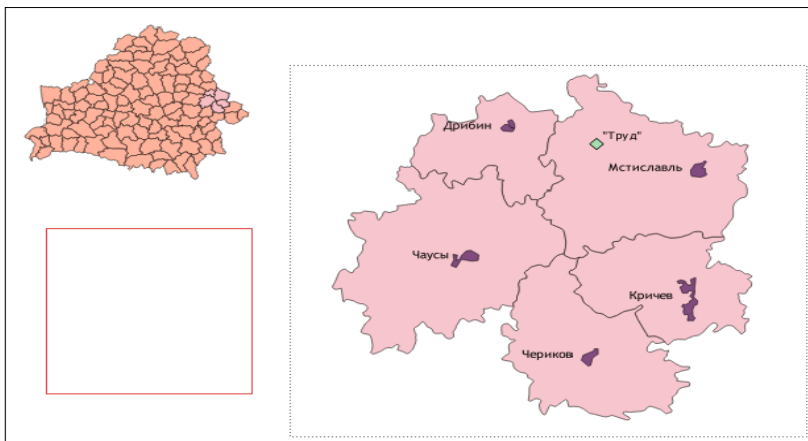 Дрибин
"Труд"
Мстиславль
Чаусы
Кричев
Чериков